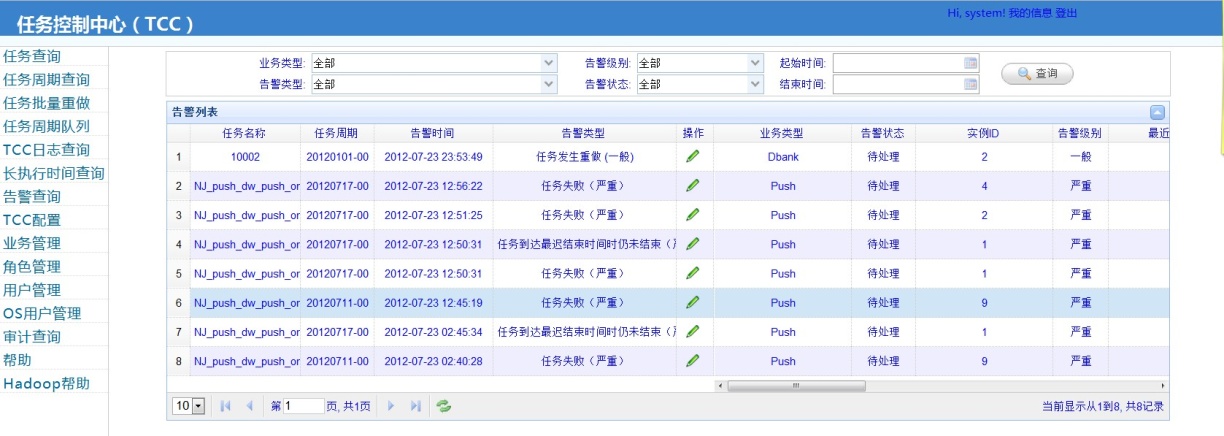 Hi, system! 我的信息 登出
任务控制中心（TCC）
任务查询
任务周期查询
任务批量重做
任务周期队列
TCC日志查询
长执行时间查询
告警查询
TCC配置
业务管理
角色管理
用户管理
OS用户管理
审计查询
帮助
Hadoop帮助
业务类型: 全部 告警级别: 全部 起始时间: 查询
告警类型: 全部 告警状态: 全部 结束时间:
告警列表
任务名称 任务周期 告警时间 告警类型 操作 业务类型 告警状态 实例ID 告警级别 最近
1 10002 20120101-00 2012-07-23 23:53:49 任务发生重做 (一般) Dbank 待处理 2 一般
2 NJ_push_dw_push_or 20120717-00 2012-07-23 12:56:22 任务失败（严重） Push 待处理 4 严重
3 NJ_push_dw_push_or 20120717-00 2012-07-23 12:51:25 任务失败（严重） Push 待处理 2 严重
4 NJ_push_dw_push_or 20120717-00 2012-07-23 12:50:31 任务到达最迟结束时间时仍未结束（ Push 待处理 1 严重
5 NJ_push_dw_push_or 20120717-00 2012-07-23 12:50:31 任务失败（严重） Push 待处理 1 严重
6 NJ_push_dw_push_or 20120711-00 2012-07-23 12:45:19 任务失败（严重） Push 待处理 9 严重
7 NJ_push_dw_push_or 20120711-00 2012-07-23 02:45:34 任务到达最迟结束时间时仍未结束（ Push 待处理 1 严重
8 NJ_push_dw_push_or 20120711-00 2012-07-23 02:40:28 任务失败（严重） Push 待处理 9 严重
10 第 1 页, 共1页 当前显示从1到8, 共8记录